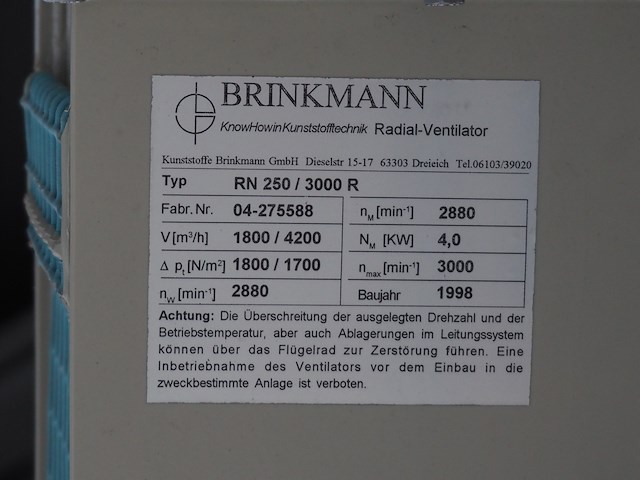 BRINKMANN
KnowHowinKunststofftechnik Radial-Ventilator
Kunststoffe Brinkmann GmbH Dieselstr 15-17 63303 Dreieich Tel.06103/39020
Typ RN 250 / 3000 R
Fabr. Nr. 04-275588 nM [min-¹] 2880
V [m³/h] 1800 / 4200 NM [KW] 4,0
Δ pt [N/m²] 1800 / 1700 nmax [min-¹] 3000
nW [min-¹] 2880 Baujahr 1998
Achtung: Die Überschreitung der ausgelegten Drehzahl und der
Betriebstemperatur, aber auch Ablagerungen im Leitungssystem
können über das Flügelrad zur Zerstörung führen. Eine
Inbetriebnahme des Ventilators vor dem Einbau in die
zweckbestimmte Anlage ist verboten.